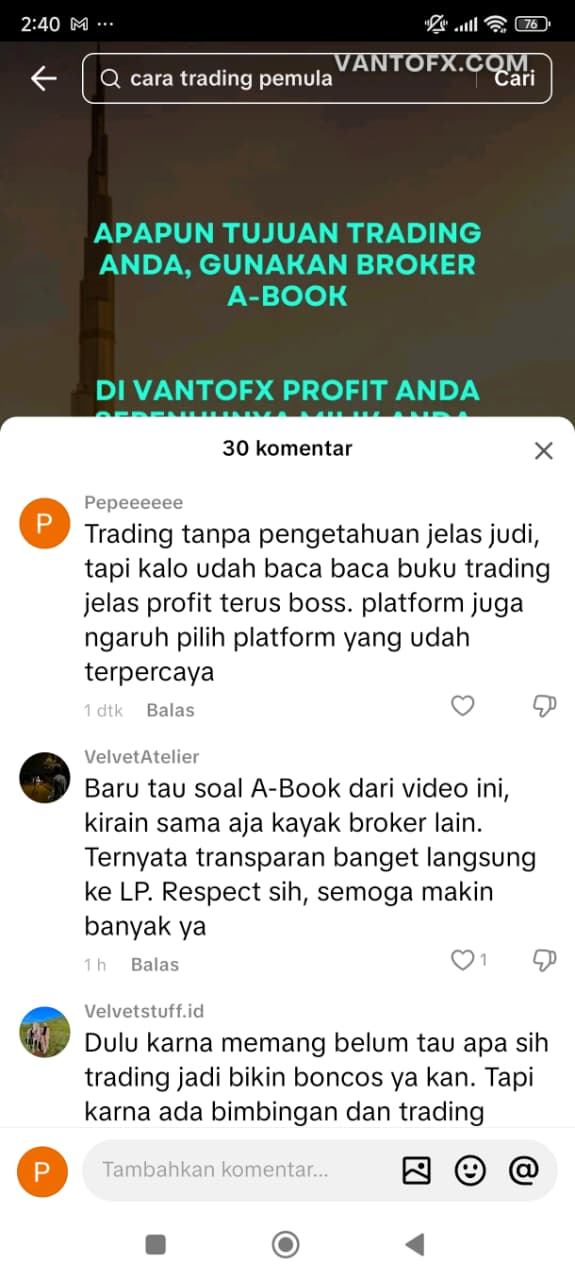 2:40
76
VANTOFX.COM
cara trading pemula
Cari
APAPUN TUJUAN TRADING
ANDA, GUNAKAN BROKER
A-BOOK
DI VANTOFX PROFIT ANDA
SEPENUHNYA MILIK ANDA
30 komentar
Pepeeeeee
P
Trading tanpa pengetahuan jelas judi,
tapi kalo udah baca baca buku trading
jelas profit terus boss. platform juga
ngaruh pilih platform yang udah
terpercaya
1 dtk Balas
VelvetAtelier
Baru tau soal A-Book dari video ini,
kirain sama aja kayak broker lain.
Ternyata transparan banget langsung
ke LP. Respect sih, semoga makin
banyak ya
1 h Balas
1
Velvetstuff.id
Dulu karna memang belum tau apa sih
trading jadi bikin boncos ya kan. Tapi
karna ada bimbingan dan trading
P
Tambahkan komentar...